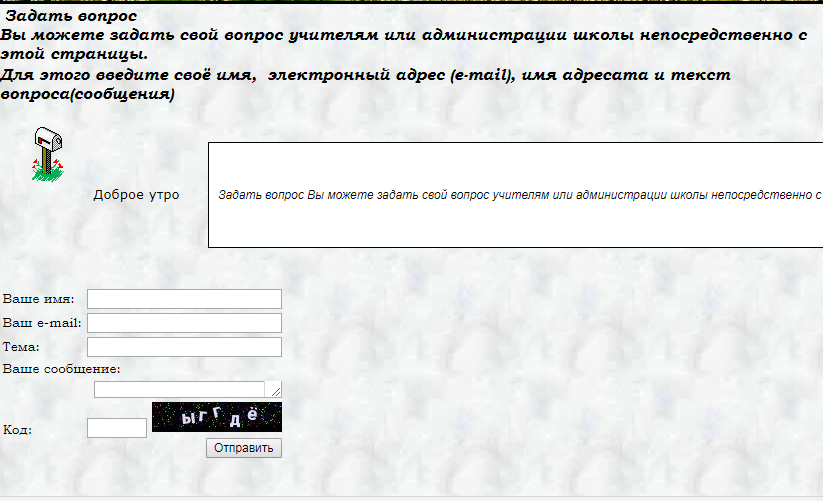 Задать вопрос
Вы можете задать свой вопрос учителям или администрации школы непосредственно с
этой страницы.
Для этого введите своё имя, электронный адрес (e-mail), имя адресата и текст
вопроса(сообщения)
Доброе утро
Задать вопрос Вы можете задать свой вопрос учителям или администрации школы непосредственно с
Ваше имя:
Ваш e-mail:
Тема:
Ваше сообщение:
Код:
ыггдё
Отправить